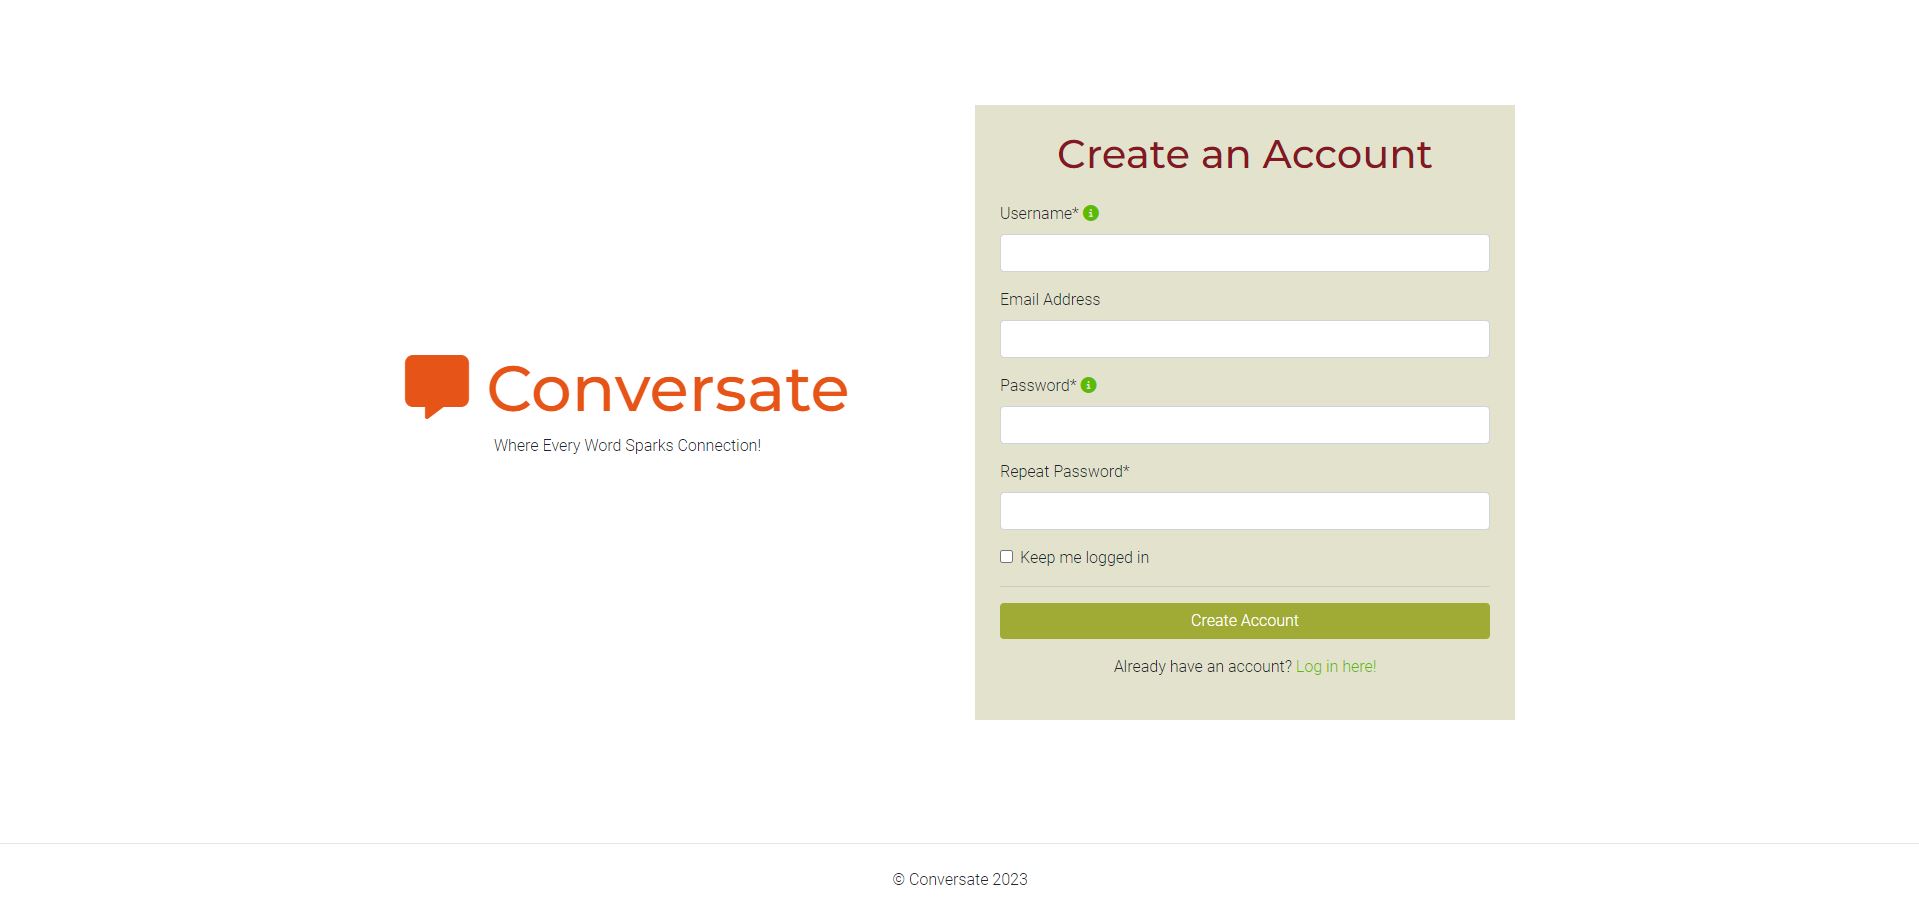 Conversate
Where Every Word Sparks Connection!
Create an Account
Username*
Email Address
Password*
Repeat Password*
Keep me logged in
Create Account
Already have an account? Log in here!
© Conversate 2023